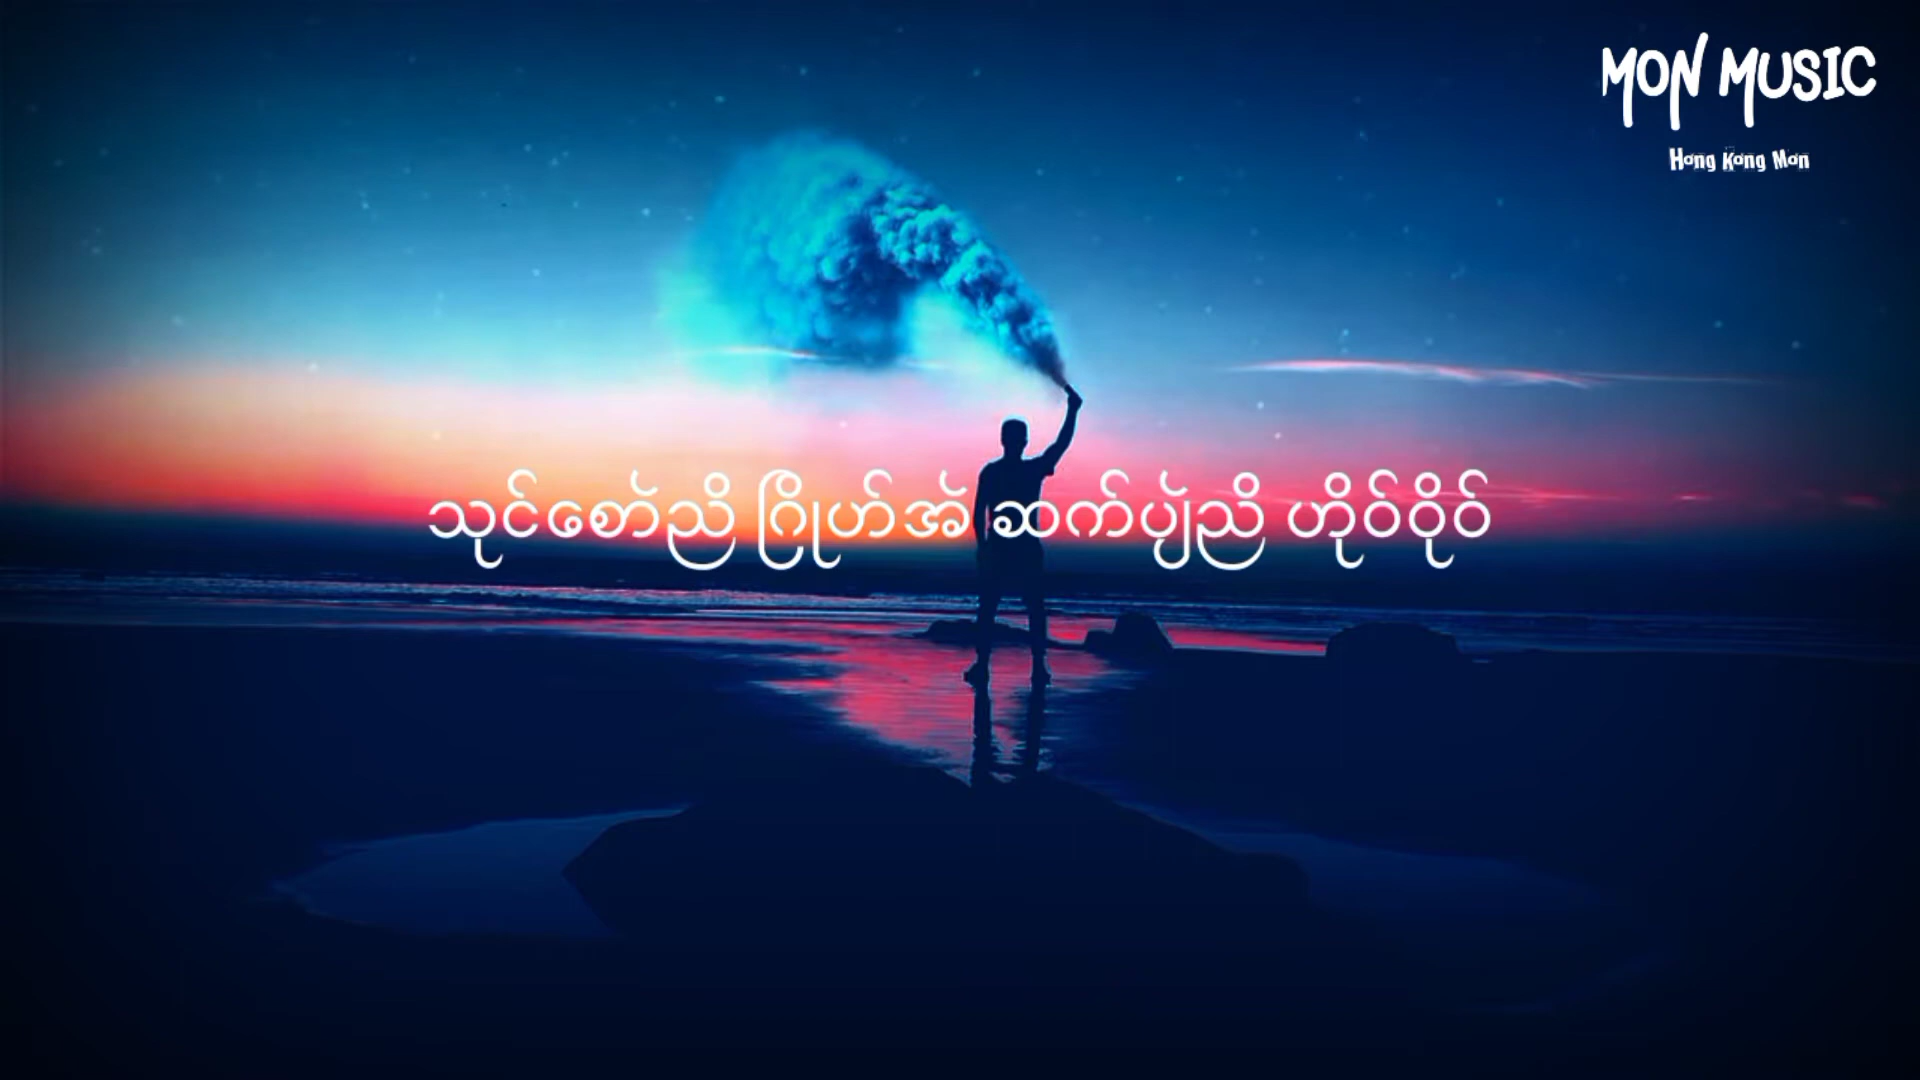 MON MUSIC
Hong Kong Mon
သုင်စော်ညိ ဂြိုဟ်အဲ ဆက်ပျဲညိ ဟိုဝ်ဝိုဝ်